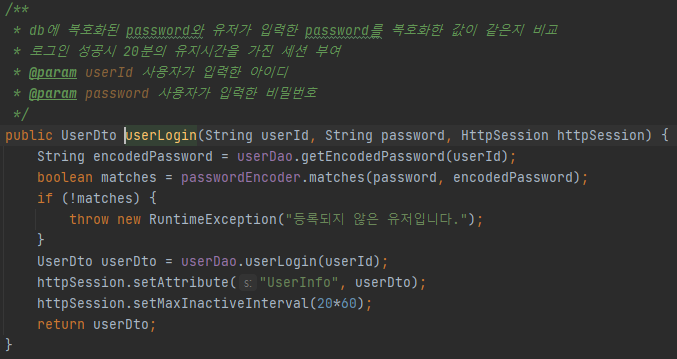 /**
 * db에 복호화된 password와 유저가 입력한 password를 복호화한 값이 같은지 비교
 * 로그인 성공시 20분의 유지시간을 가진 세션 부여
 * @param userId 사용자가 입력한 아이디
 * @param password 사용자가 입력한 비밀번호
 */
public UserDto userLogin(String userId, String password, HttpSession httpSession) {
    String encodedPassword = userDao.getEncodedPassword(userId);
    boolean matches = passwordEncoder.matches(password, encodedPassword);
    if (!matches) {
        throw new RuntimeException("등록되지 않은 유저입니다.");
    }
    UserDto userDto = userDao.userLogin(userId);
    httpSession.setAttribute( s: "UserInfo", userDto);
    httpSession.setMaxInactiveInterval(20*60);
    return userDto;
}